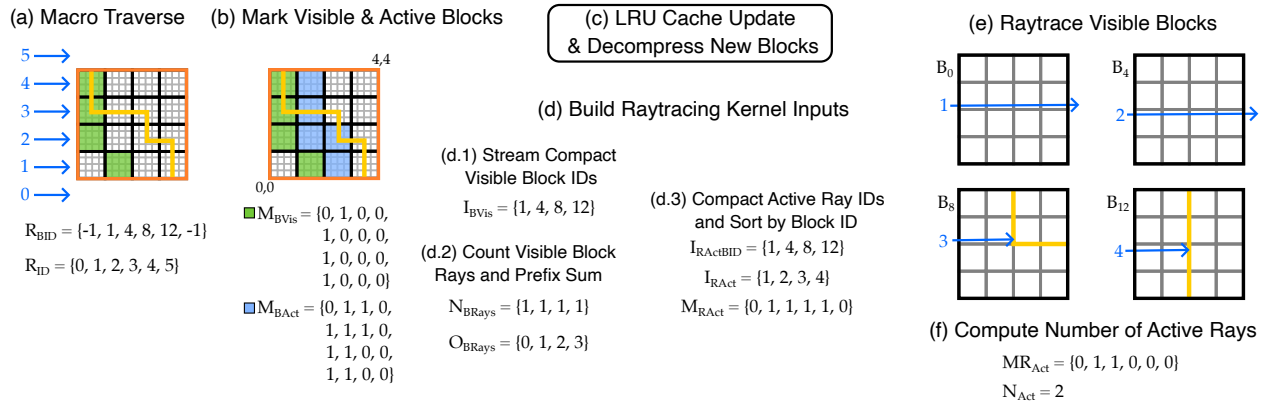 (a) Macro Traverse
5
4
3
2
1
0
R_BID = {-1, 1, 4, 8, 12, -1}
R_ID = {0, 1, 2, 3, 4, 5}
(b) Mark Visible & Active Blocks
4,4
0,0
M_BVis = {0, 1, 0, 0,
1, 0, 0, 0,
1, 0, 0, 0,
1, 0, 0, 0}
M_BAct = {0, 1, 1, 0,
1, 1, 1, 0,
1, 1, 0, 0,
1, 1, 0, 0}
(c) LRU Cache Update
& Decompress New Blocks
(d) Build Raytracing Kernel Inputs
(d.1) Stream Compact
Visible Block IDs
I_BVis = {1, 4, 8, 12}
(d.2) Count Visible Block
Rays and Prefix Sum
N_BRays = {1, 1, 1, 1}
O_BRays = {0, 1, 2, 3}
(d.3) Compact Active Ray IDs
and Sort by Block ID
I_RActBID = {1, 4, 8, 12}
I_RAct = {1, 2, 3, 4}
M_RAct = {0, 1, 1, 1, 1, 0}
(e) Raytrace Visible Blocks
B_0
1
B_4
2
B_8
3
B_12
4
(f) Compute Number of Active Rays
MR_Act = {0, 1, 1, 0, 0, 0}
N_Act = 2